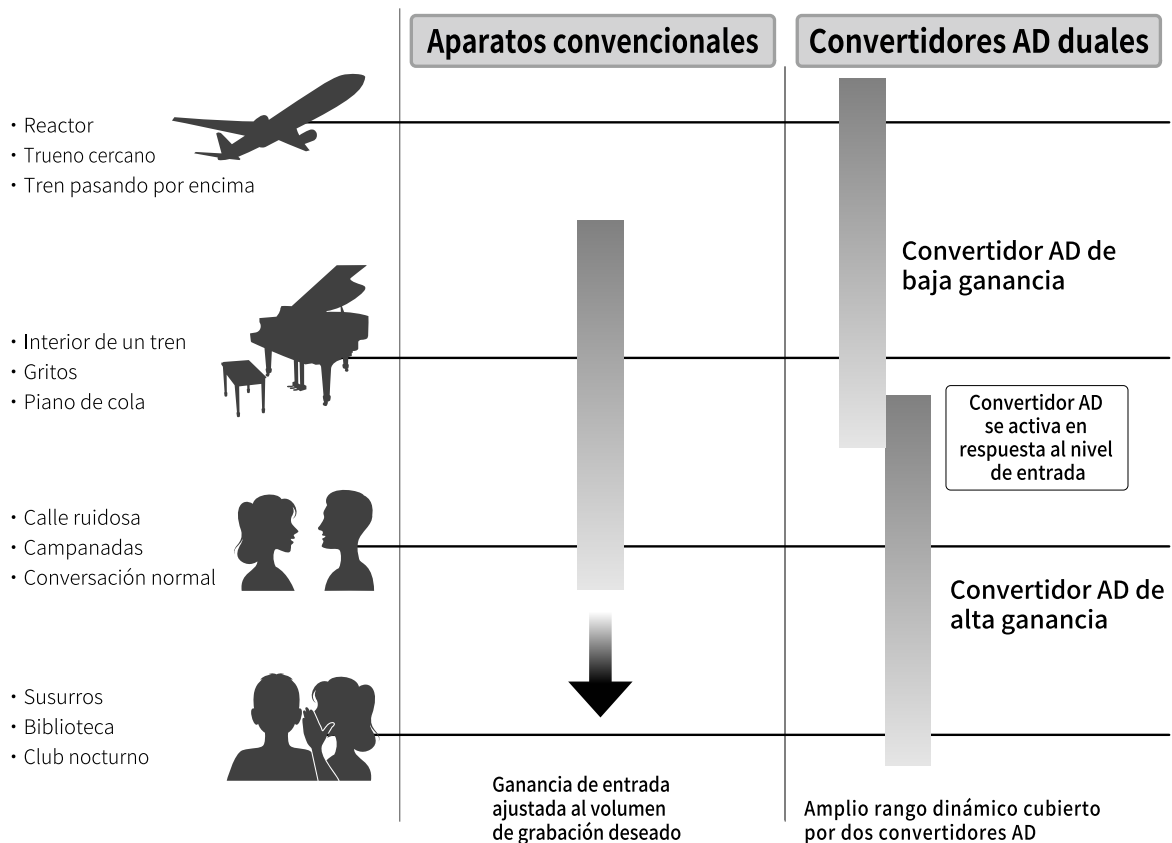 Aparatos convencionales
Convertidores AD duales
・Reactor
・Trueno cercano
・Tren pasando por encima
Convertidor AD de
baja ganancia
・Interior de un tren
・Gritos
・Piano de cola
Convertidor AD
se activa en
respuesta al nivel
de entrada
・Calle ruidosa
・Campanadas
・Conversación normal
Convertidor AD de
alta ganancia
・Susurros
・Biblioteca
・Club nocturno
Ganancia de entrada
ajustada al volumen
de grabación deseado
Amplio rango dinámico cubierto
por dos convertidores AD